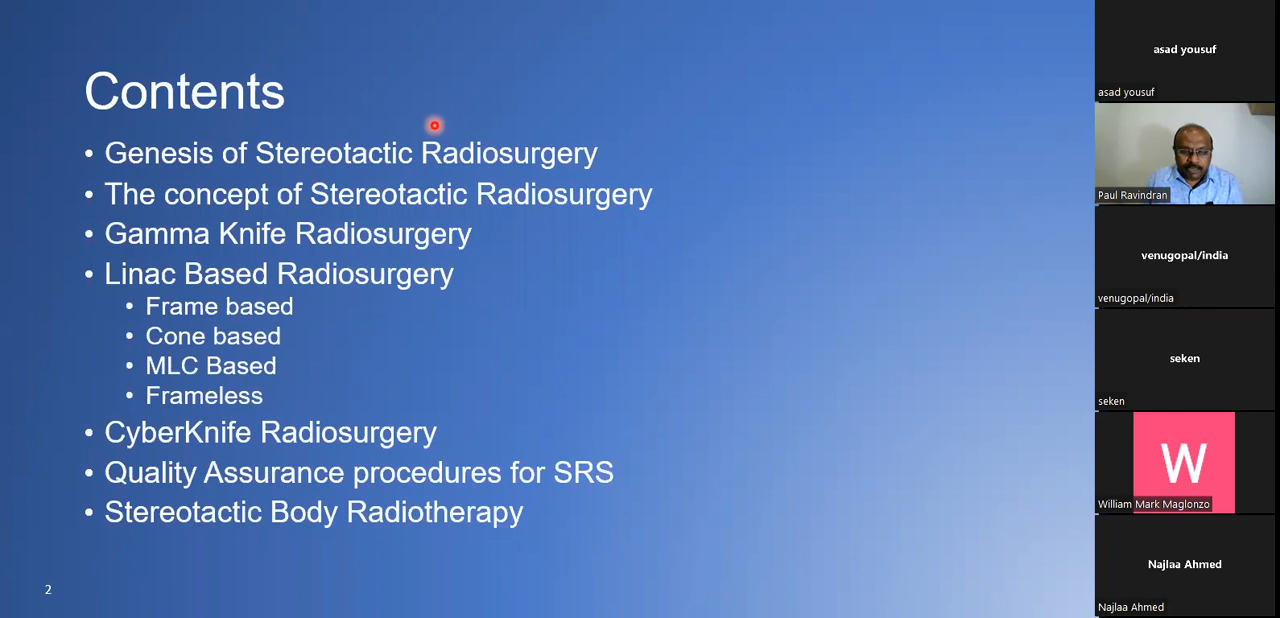 Contents
• Genesis of Stereotactic Radiosurgery
• The concept of Stereotactic Radiosurgery
• Gamma Knife Radiosurgery
• Linac Based Radiosurgery
• Frame based
• Cone based
• MLC Based
• Frameless
• CyberKnife Radiosurgery
• Quality Assurance procedures for SRS
• Stereotactic Body Radiotherapy
2
asad yousuf
asad yousuf
Paul Ravindran
venugopal/india
venugopal/india
seken
seken
W
William Mark Maglonzo
Najlaa Ahmed
Najlaa Ahmed